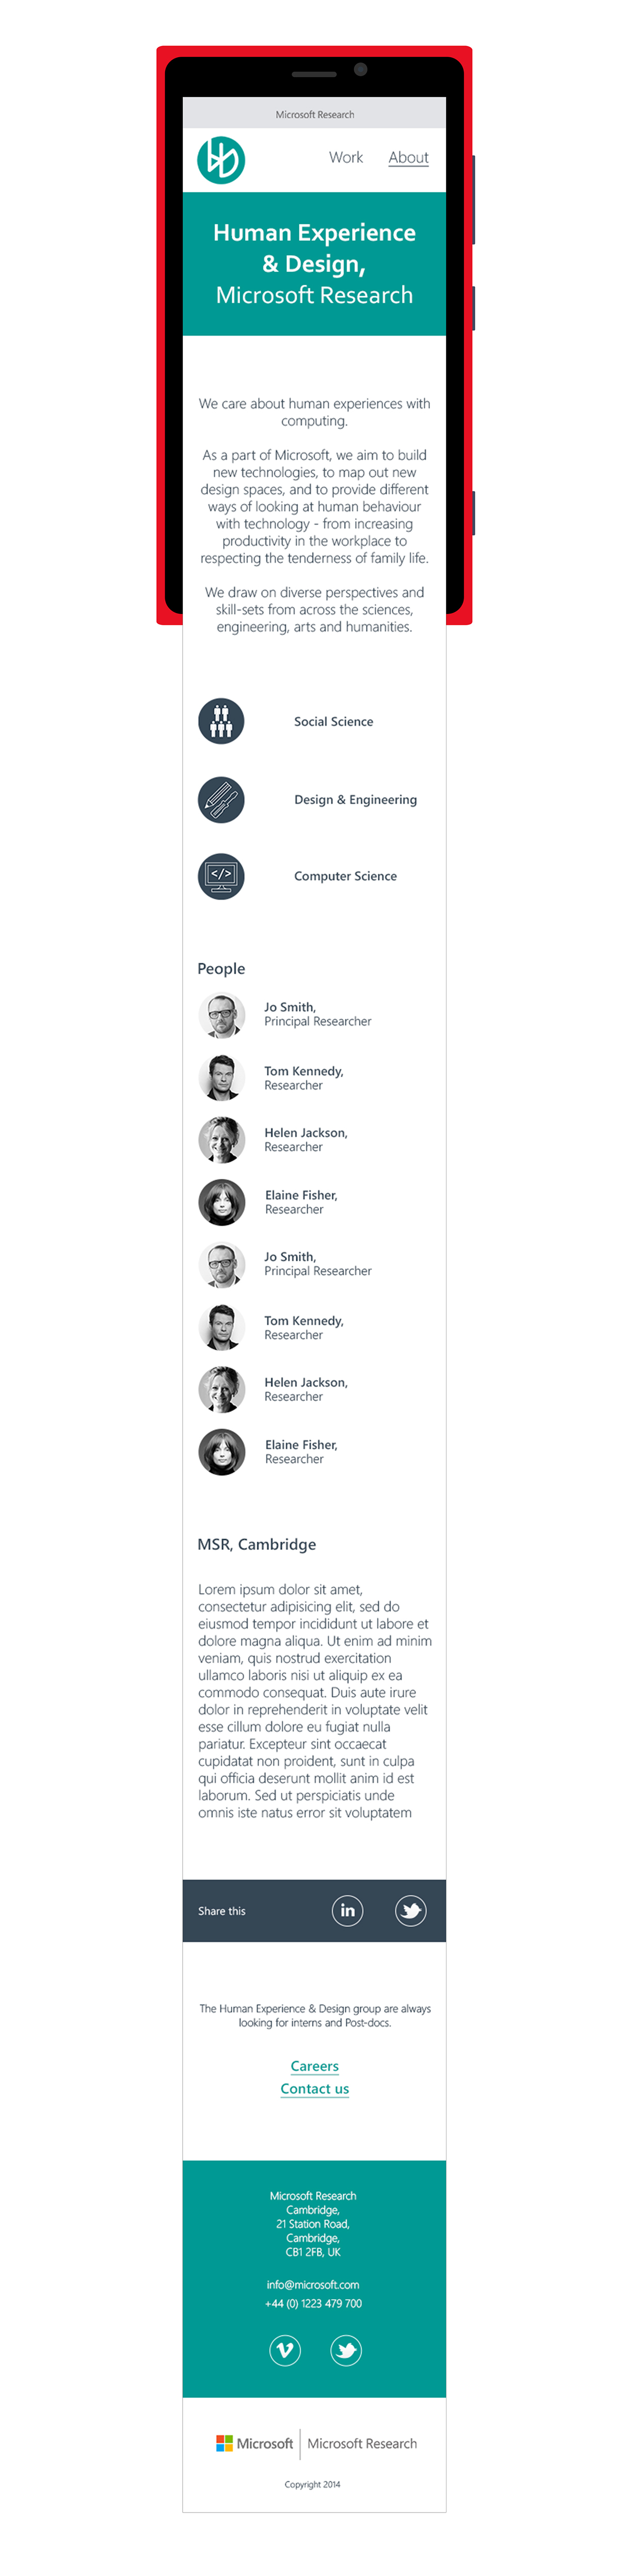 Microsoft Research
Work
About
Human Experience
& Design,
Microsoft Research
We care about human experiences with
computing.
As a part of Microsoft, we aim to build
new technologies, to map out new
design spaces, and to provide different
ways of looking at human behaviour
with technology - from increasing
productivity in the workplace to
respecting the tenderness of family life.
We draw on diverse perspectives and
skill-sets from across the sciences,
engineering, arts and humanities.
Social Science
Design & Engineering
</>
Computer Science
People
Jo Smith,
Principal Researcher
Tom Kennedy,
Researcher
Helen Jackson,
Researcher
Elaine Fisher,
Researcher
Jo Smith,
Principal Researcher
Tom Kennedy,
Researcher
Helen Jackson,
Researcher
Elaine Fisher,
Researcher
MSR, Cambridge
Lorem ipsum dolor sit amet,
consectetur adipisicing elit, sed do
eiusmod tempor incididunt ut labore et
dolore magna aliqua. Ut enim ad minim
veniam, quis nostrud exercitation
ullamco laboris nisi ut aliquip ex ea
commodo consequat. Duis aute irure
dolor in reprehenderit in voluptate velit
esse cillum dolore eu fugiat nulla
pariatur. Excepteur sint occaecat
cupidatat non proident, sunt in culpa
qui officia deserunt mollit anim id est
laborum. Sed ut perspiciatis unde
omnis iste natus error sit voluptatem
Share this
in
The Human Experience & Design group are always
looking for interns and Post-docs.
Careers
Contact us
Microsoft Research
Cambridge,
21 Station Road,
Cambridge,
CB1 2FB, UK
info@microsoft.com
+44 (0) 1223 479 700
Microsoft | Microsoft Research
Copyright 2014